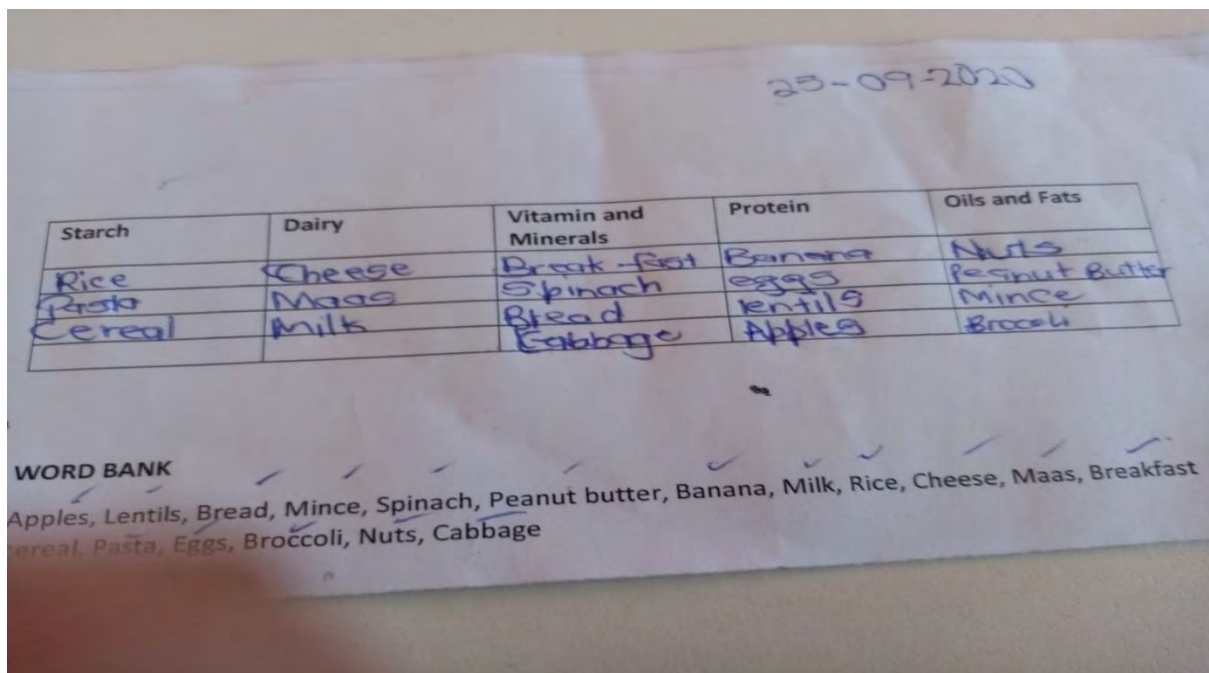 25-09-2020
Starch Dairy Vitamin and Minerals Protein Oils and Fats
Rice Cheese Break-fast Banana Nuts
Pasta Maas Spinach eggs Peanut Butter
Cereal Milk Bread lentils Mince
Cabbage Apples Brocoli
WORD BANK
Apples, Lentils, Bread, Mince, Spinach, Peanut butter, Banana, Milk, Rice, Cheese, Maas, Breakfast
cereal, Pasta, Eggs, Broccoli, Nuts, Cabbage